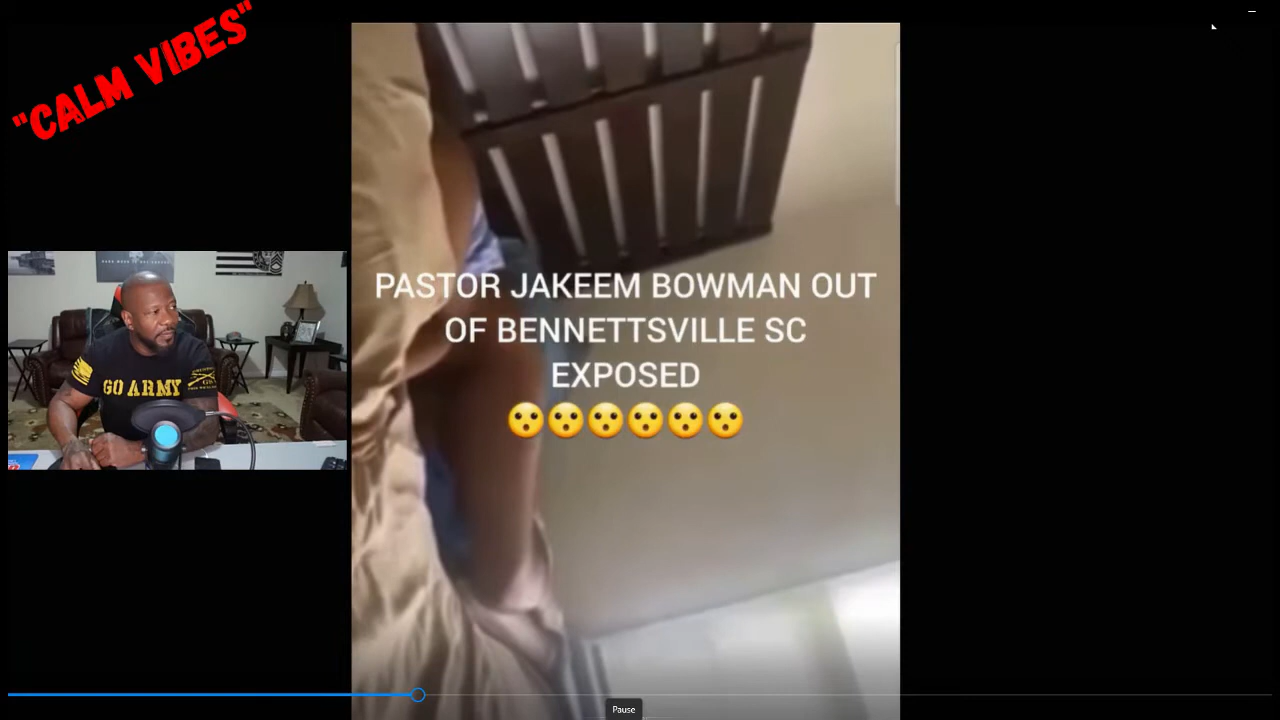 "CALM VIBES"
PASTOR JAKEEM BOWMAN OUT
OF BENNETTSVILLE SC
EXPOSED
😮😮😮😮😮😮
GO ARMY
Pause